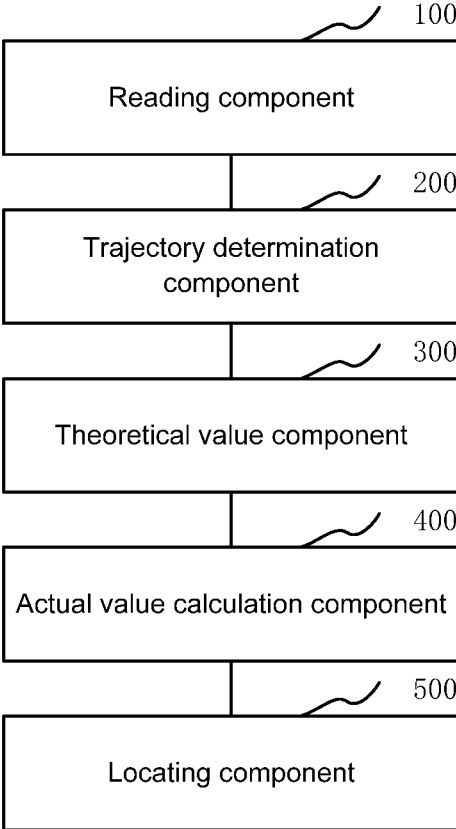 100
Reading component
200
Trajectory determination
component
300
Theoretical value component
400
Actual value calculation component
500
Locating component